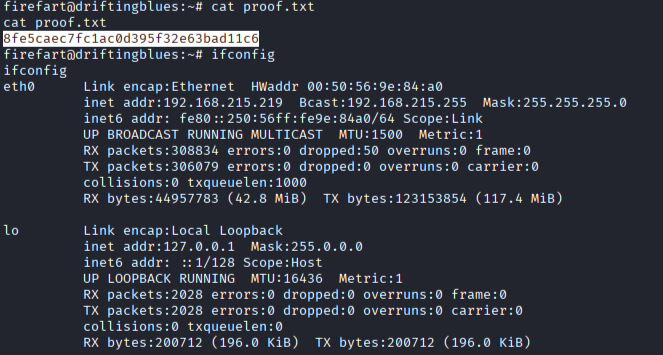 firefart@driftingblues:~# cat proof.txt
cat proof.txt
8fe5caec7fc1ac0d395f32e63bad11c6
firefart@driftingblues:~# ifconfig
ifconfig
eth0      Link encap:Ethernet  HWaddr 00:50:56:9e:84:a0
          inet addr:192.168.215.219  Bcast:192.168.215.255  Mask:255.255.255.0
          inet6 addr: fe80::250:56ff:fe9e:84a0/64 Scope:Link
          UP BROADCAST RUNNING MULTICAST  MTU:1500  Metric:1
          RX packets:308834 errors:0 dropped:50 overruns:0 frame:0
          TX packets:306079 errors:0 dropped:0 overruns:0 carrier:0
          collisions:0 txqueuelen:1000
          RX bytes:44957783 (42.8 MiB)  TX bytes:123153854 (117.4 MiB)
lo        Link encap:Local Loopback
          inet addr:127.0.0.1  Mask:255.0.0.0
          inet6 addr: ::1/128 Scope:Host
          UP LOOPBACK RUNNING  MTU:16436  Metric:1
          RX packets:2028 errors:0 dropped:0 overruns:0 frame:0
          TX packets:2028 errors:0 dropped:0 overruns:0 carrier:0
          collisions:0 txqueuelen:0
          RX bytes:200712 (196.0 KiB)  TX bytes:200712 (196.0 KiB)